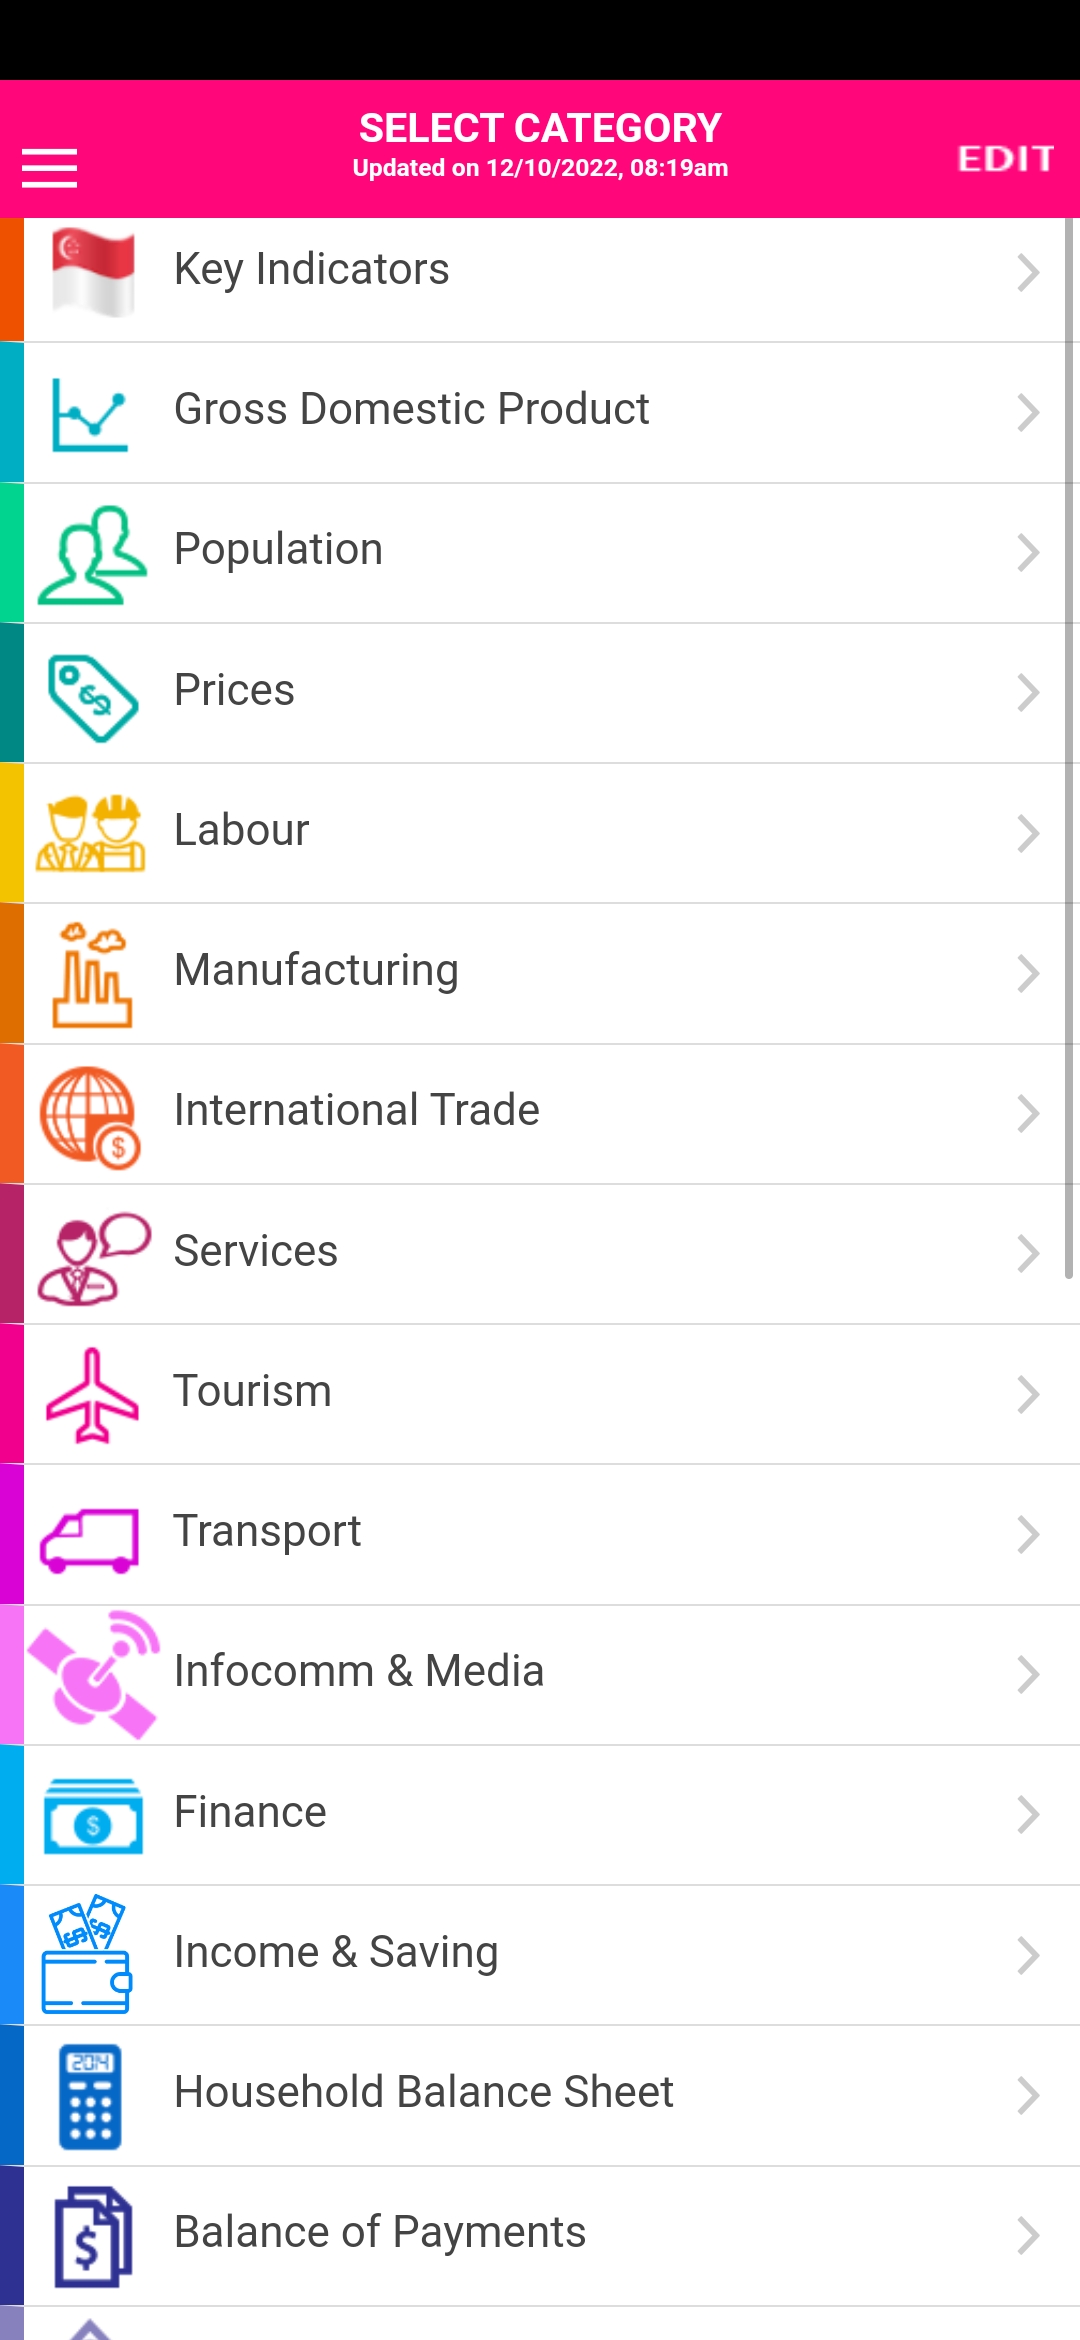 SELECT CATEGORY
Updated on 12/10/2022, 08:19am
EDIT
Key Indicators
Gross Domestic Product
Population
Prices
Labour
Manufacturing
International Trade
Services
Tourism
Transport
Infocomm & Media
Finance
Income & Saving
2014
Household Balance Sheet
Balance of Payments